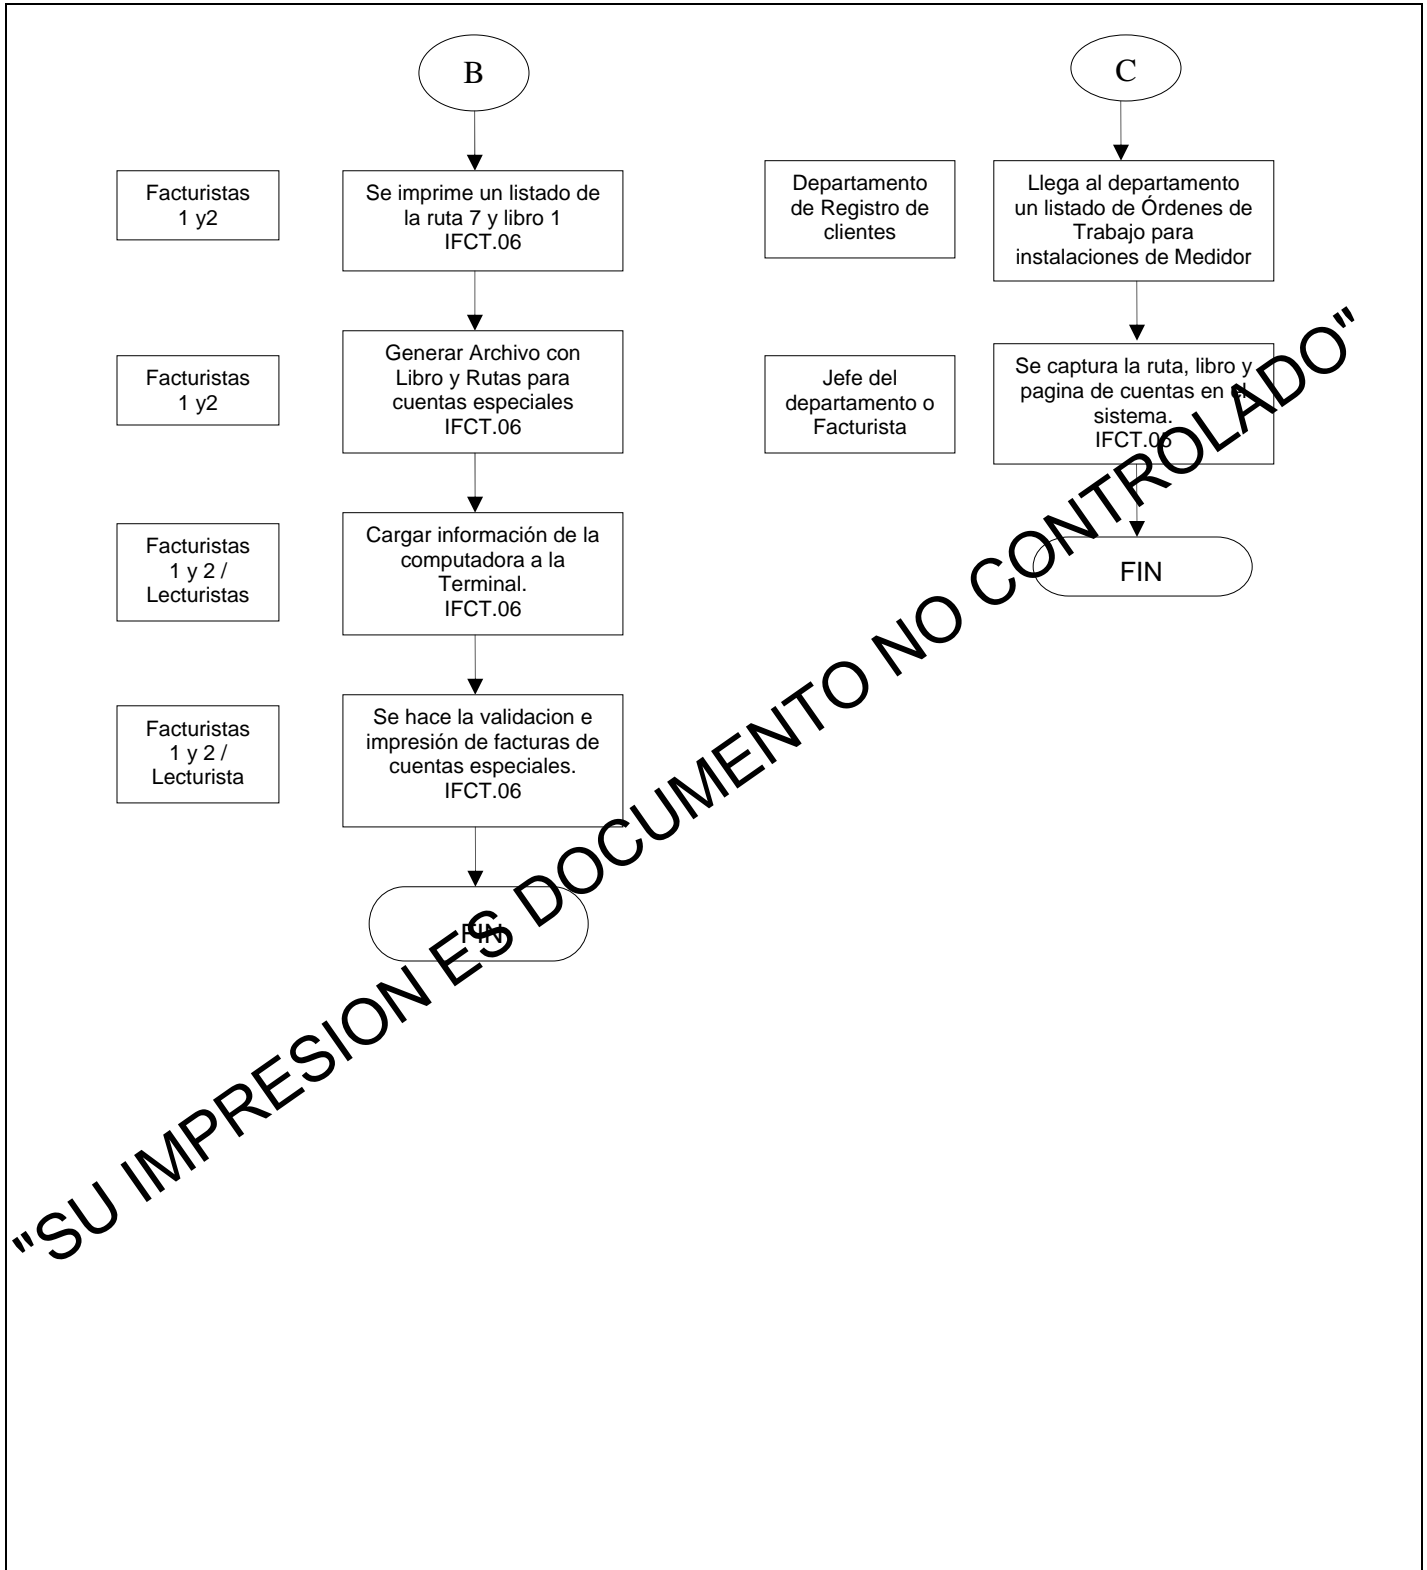 B
Facturistas
1 y2
Se imprime un listado de
la ruta 7 y libro 1
IFCT.06
Facturistas
1 y2
Generar Archivo con
Libro y Rutas para
cuentas especiales
IFCT.06
Facturistas
1 y 2 /
Lecturistas
Cargar información de la
computadora a la
Terminal.
IFCT.06
Facturistas
1 y 2 /
Lecturista
Se hace la validacion e
impresión de facturas de
cuentas especiales.
IFCT.06
FIN
C
Departamento
de Registro de
clientes
Llega al departamento
un listado de Órdenes de
Trabajo para
instalaciones de Medidor
Jefe del
departamento o
Facturista
Se captura la ruta, libro y
pagina de cuentas en el
sistema.
IFCT.05
FIN
"SU IMPRESION ES DOCUMENTO NO CONTROLADO"